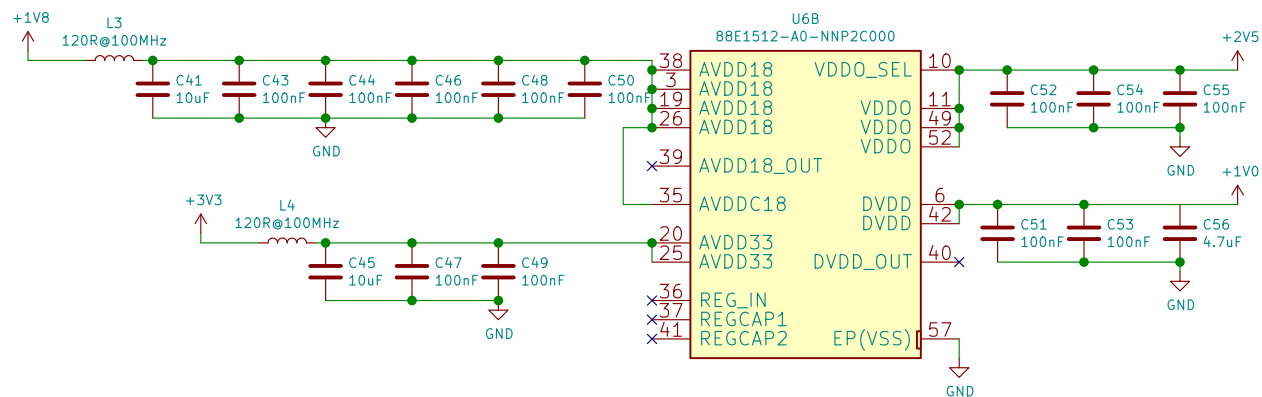 +1V8
L3
120R@100MHz
C41
10uF
C43
100nF
C44
100nF
C46
100nF
C48
100nF
C50
100nF
GND
+3V3
L4
120R@100MHz
C45
10uF
C47
100nF
C49
100nF
GND
U6B
88E1512-A0-NNP2C000
38 AVDD18
3 AVDD18
19 AVDD18
26 AVDD18
39 AVDD18_OUT
35 AVDDC18
20 AVDD33
25 AVDD33
36 REG_IN
37 REGCAP1
41 REGCAP2
VDDO_SEL 10
VDDO 11
VDDO 49
VDDO 52
DVDD 6
DVDD 42
DVDD_OUT 40
EP(VSS) 57
GND
+2V5
C52
100nF
C54
100nF
C55
100nF
GND
+1V0
C51
100nF
C53
100nF
C56
4.7uF
GND